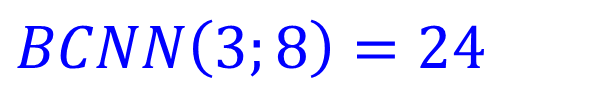 BCNN(3;8) = 24